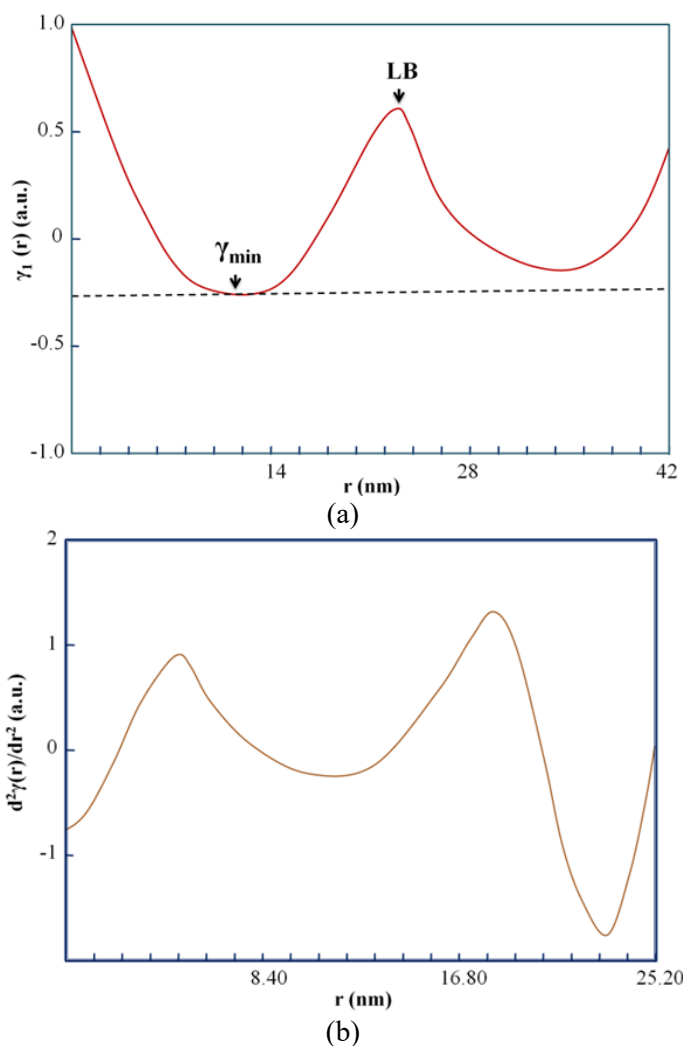 1.0
LB
0.5
0
γmin
-0.5
-1.0
γ₁ (r) (a.u.)
14
28
42
r (nm)
(a)
2
1
0
-1
d²γ(r)/dr² (a.u.)
8.40
16.80
25.20
r (nm)
(b)